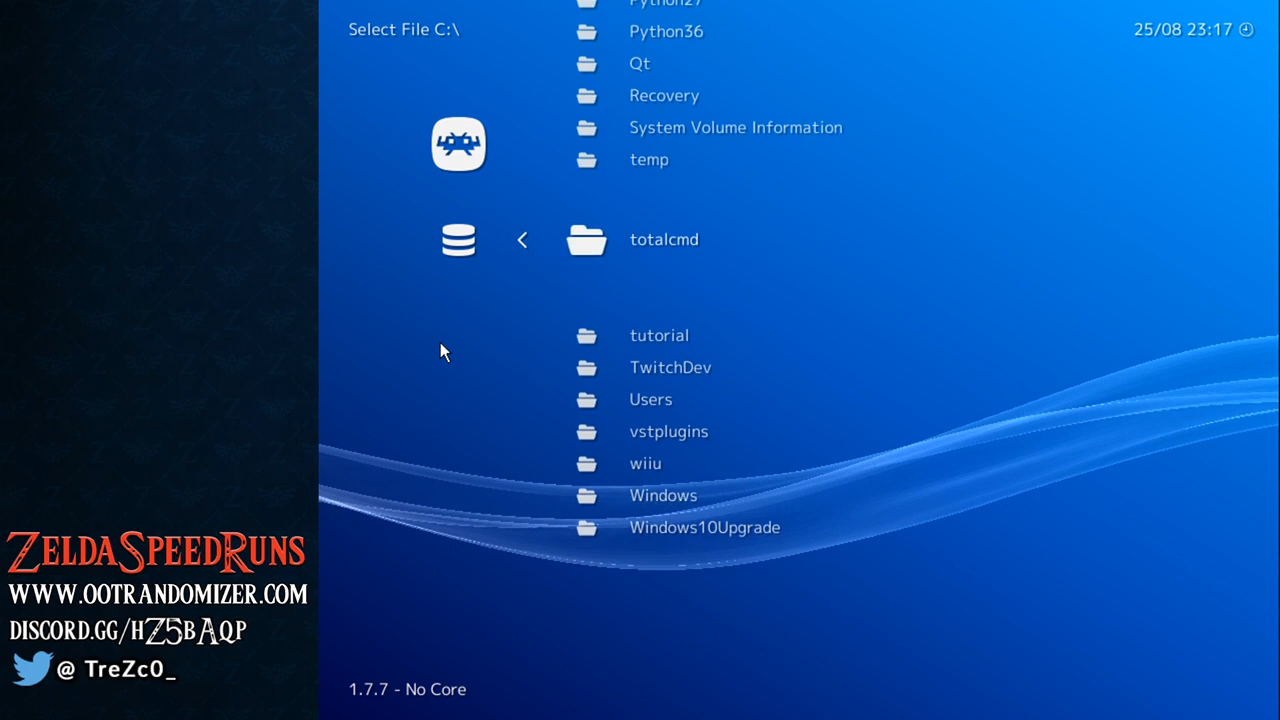 Python27
Select File C:\
25/08 23:17
Python36
Qt
Recovery
System Volume Information
temp
totalcmd
tutorial
TwitchDev
Users
vstplugins
wiiu
Windows
Windows10Upgrade
ZELDASPEEDRUNS
WWW.OOTRANDOMIZER.COM
DISCORD.GG/HZ5BAQP
@ TreZc0_
1.7.7 - No Core